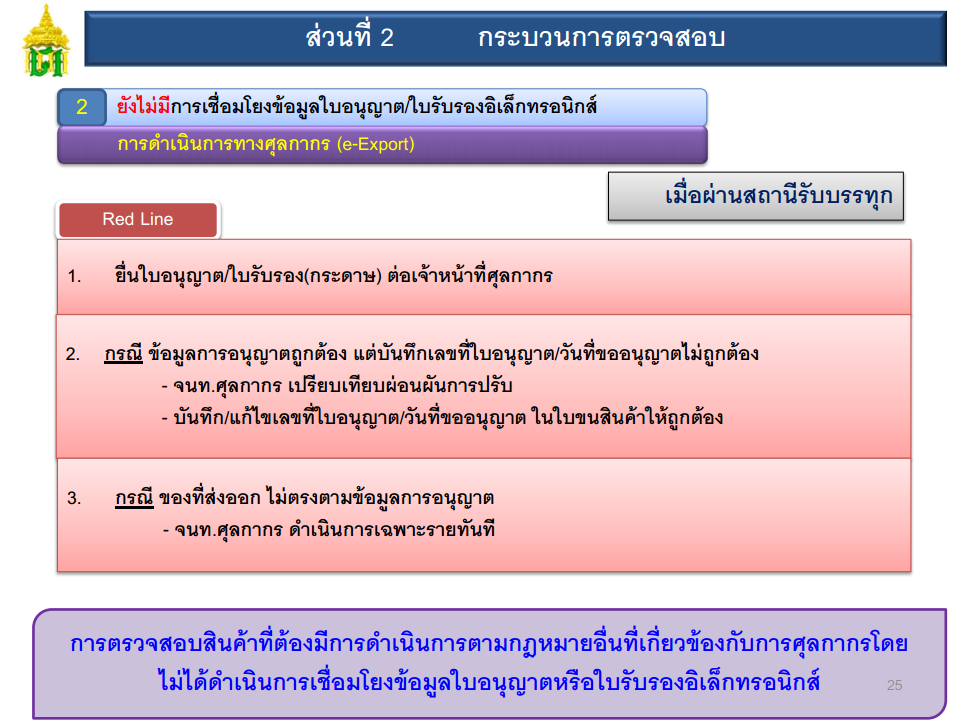 ส่วนที่ 2 กระบวนการตรวจสอบ
2 ยังไม่มีการเชื่อมโยงข้อมูลใบอนุญาต/ใบรับรองอิเล็กทรอนิกส์
การดำเนินการทางศุลกากร (e-Export)
เมื่อผ่านสถานีรับบรรทุก
Red Line
1. ยื่นใบอนุญาต/ใบรับรอง(กระดาษ) ต่อเจ้าหน้าที่ศุลกากร
2. กรณี ข้อมูลการอนุญาตถูกต้อง แต่บันทึกเลขที่ใบอนุญาต/วันที่ขออนุญาตไม่ถูกต้อง
- จนท.ศุลกากร เปรียบเทียบผ่อนผันการปรับ
- บันทึก/แก้ไขเลขที่ใบอนุญาต/วันที่ขออนุญาต ในใบขนสินค้าให้ถูกต้อง
3. กรณี ของที่ส่งออก ไม่ตรงตามข้อมูลการอนุญาต
- จนท.ศุลกากร ดำเนินการเฉพาะรายทันที
การตรวจสอบสินค้าที่ต้องมีการดำเนินการตามกฎหมายอื่นที่เกี่ยวข้องกับการศุลกากรโดย
ไม่ได้ดำเนินการเชื่อมโยงข้อมูลใบอนุญาตหรือใบรับรองอิเล็กทรอนิกส์
25